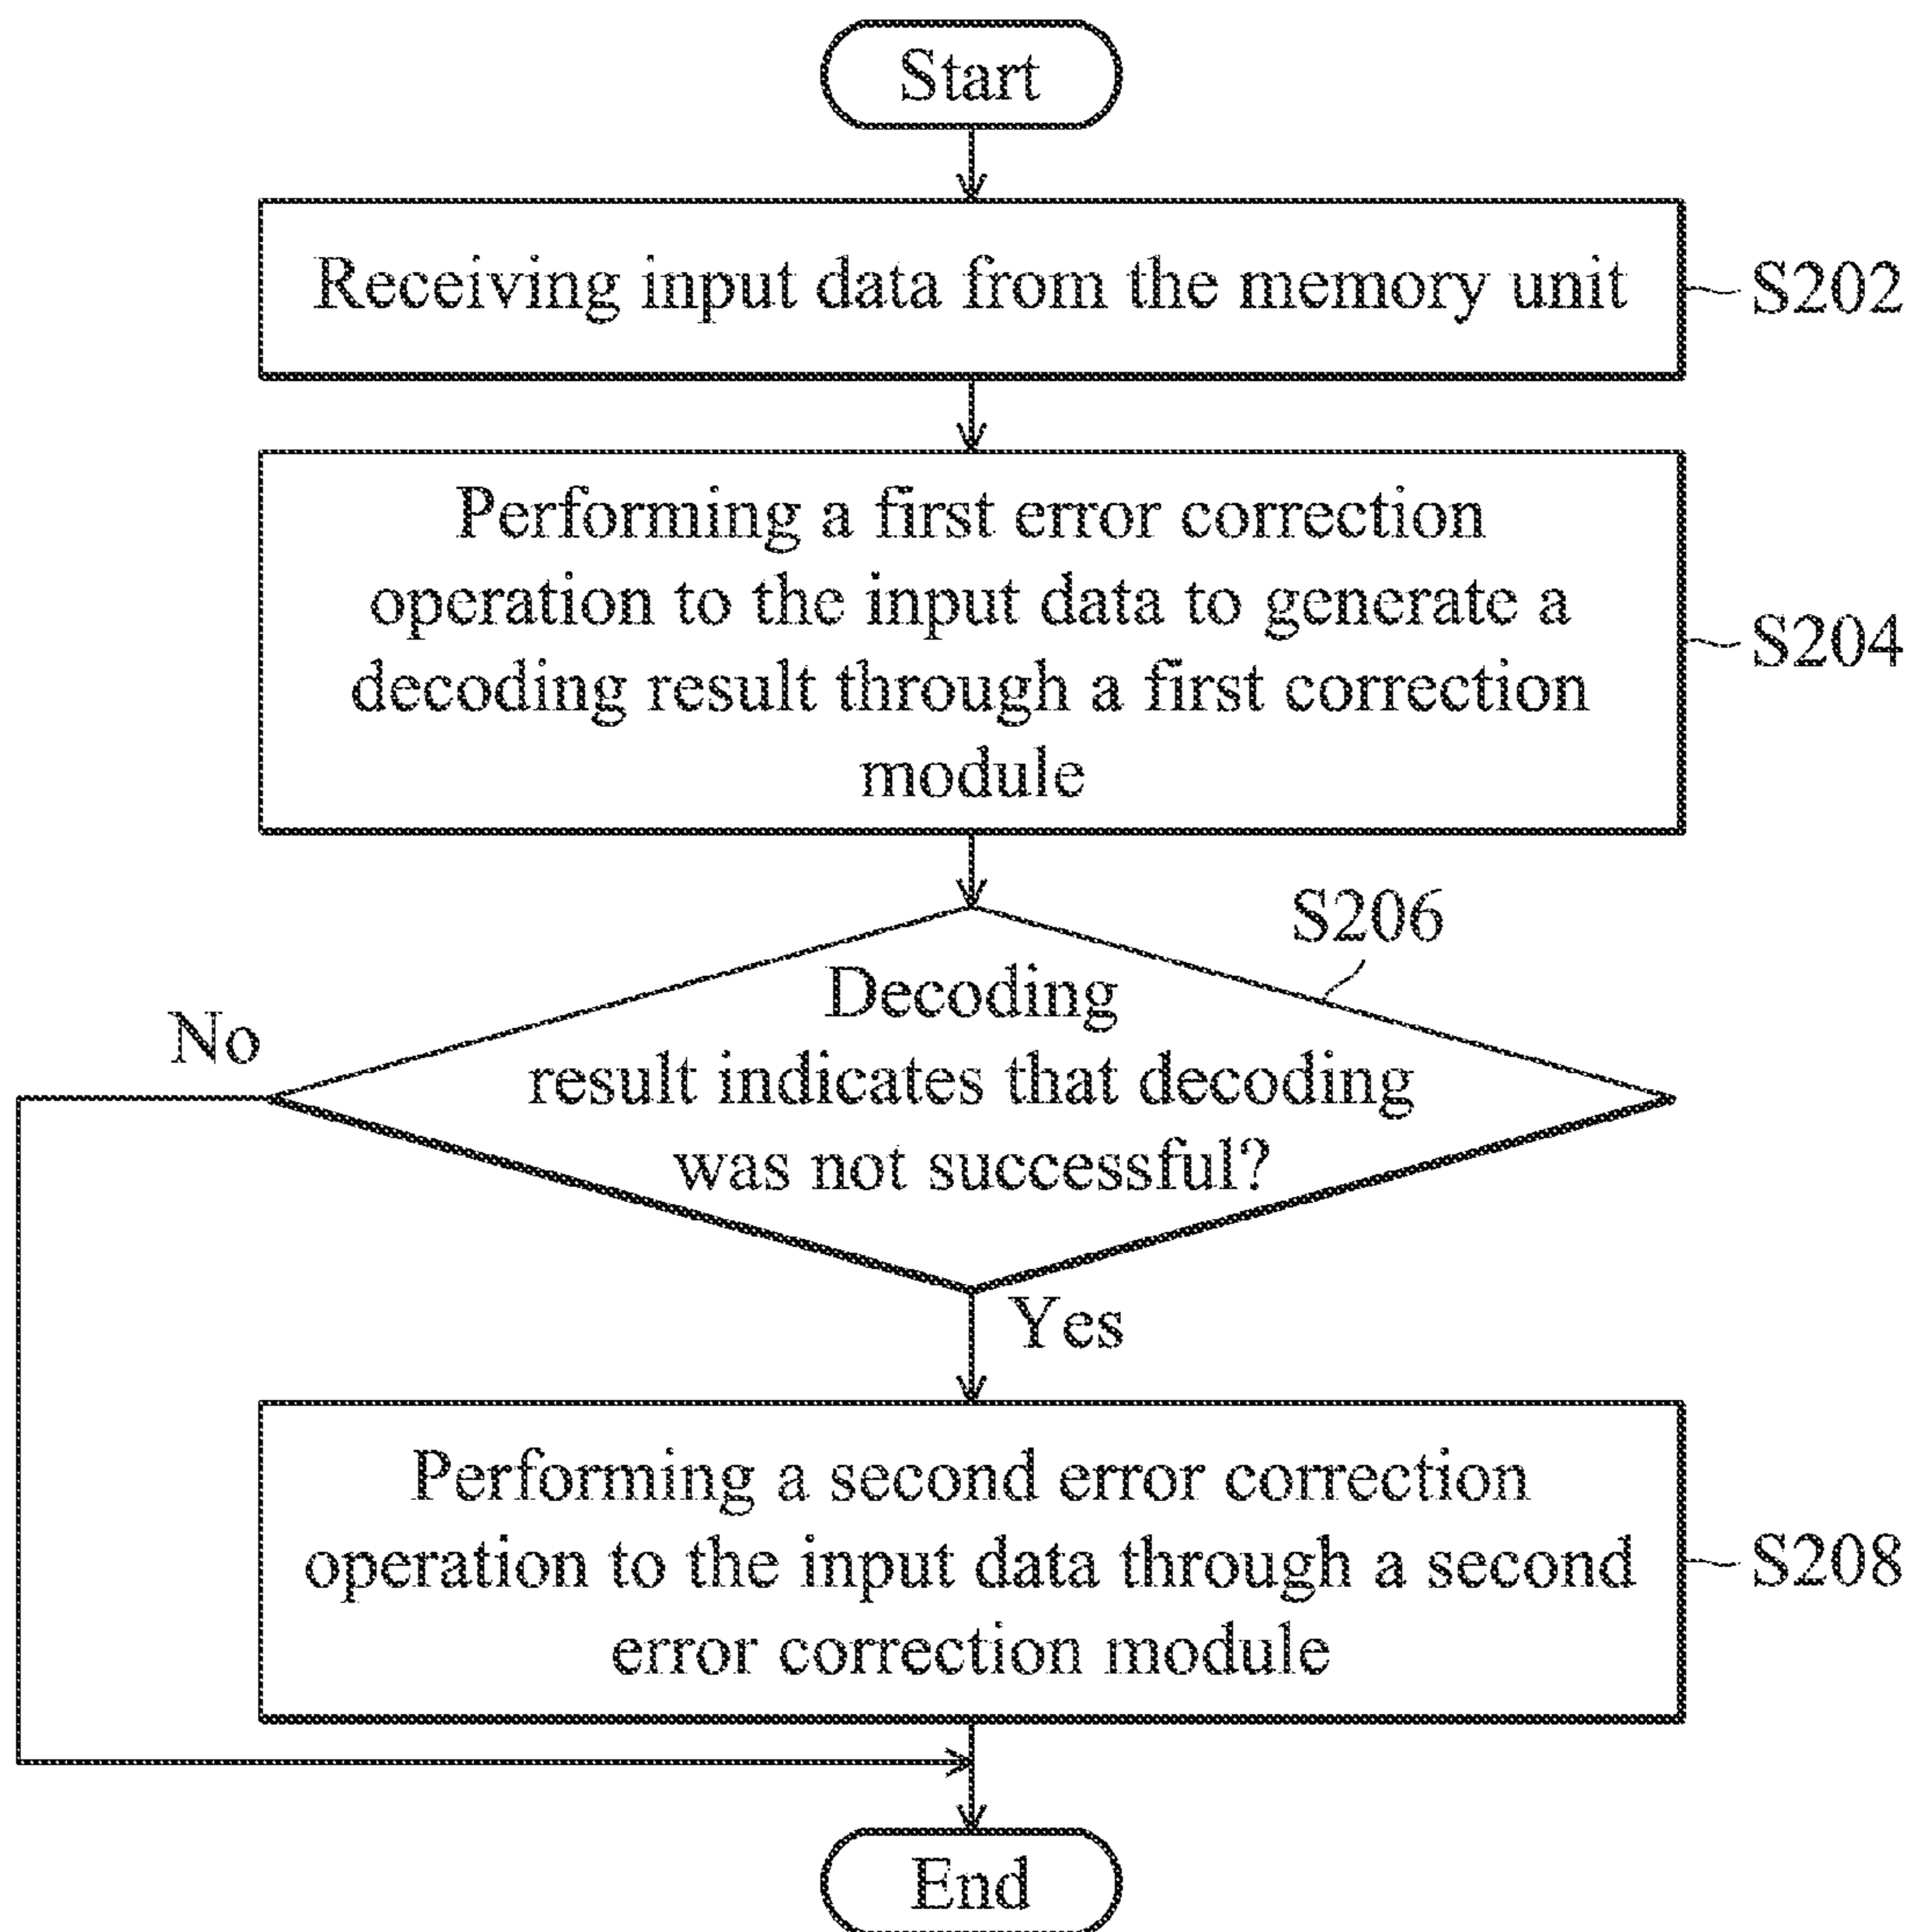 Start
Receiving input data from the memory unit
S202
Performing a first error correction
operation to the input data to generate a
decoding result through a first correction
module
S204
S206
Decoding
result indicates that decoding
was not successful?
No
Yes
Performing a second error correction
operation to the input data through a second
error correction module
S208
End